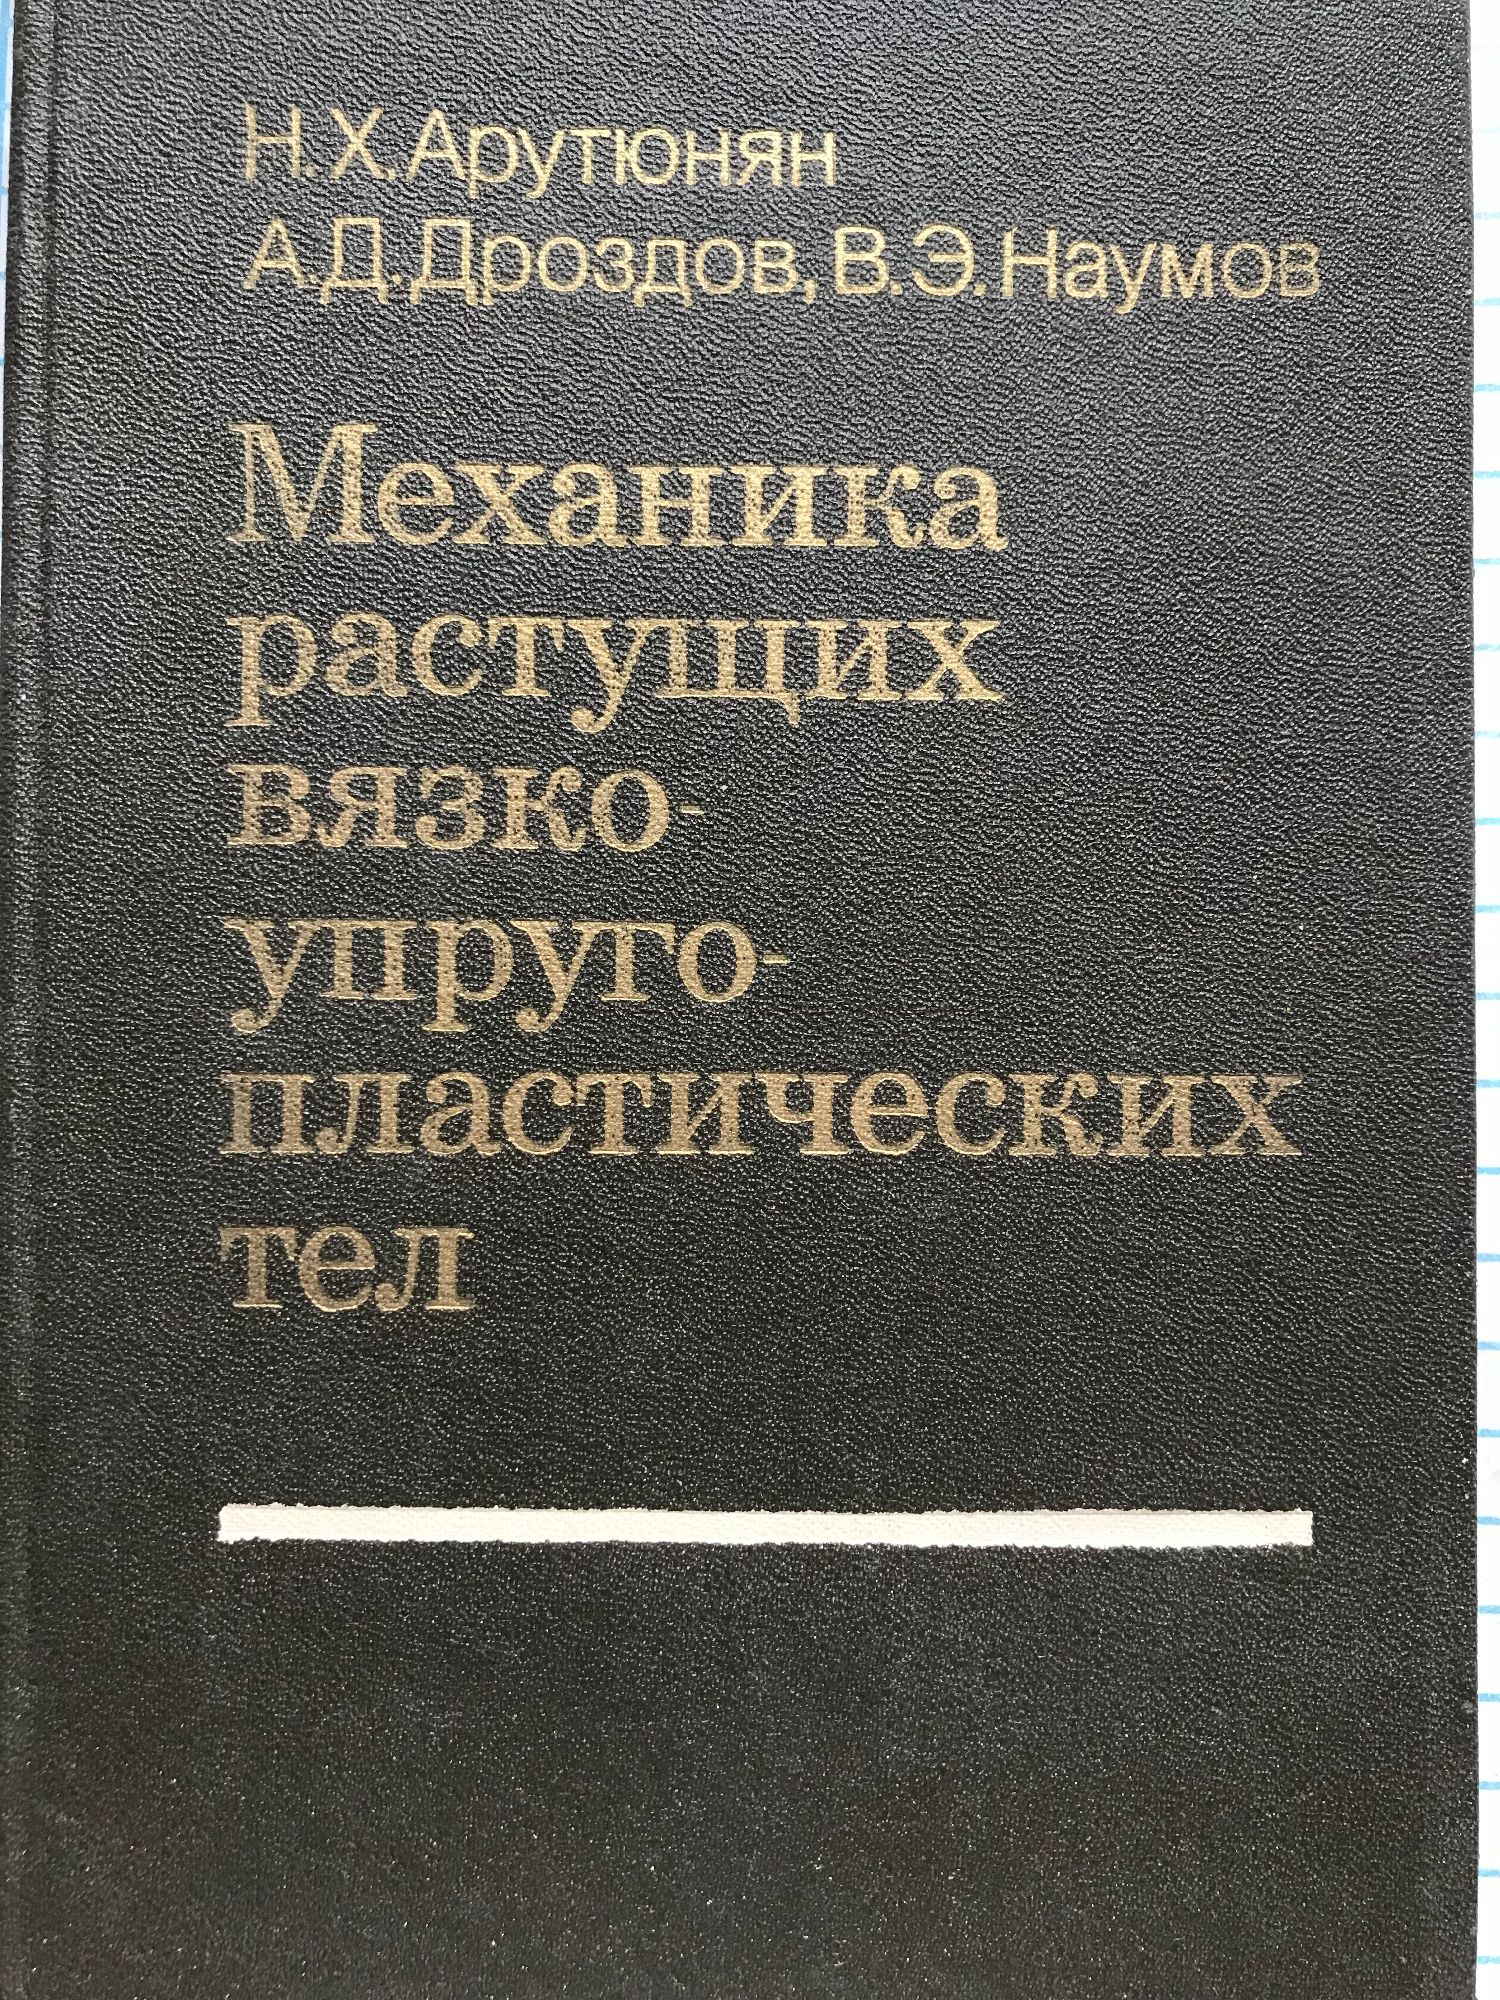 Н.Х.Арутюнян
А.Д.Дроздов, В.Э.Наумов
Механика
растущих
вязко-
упруго-
пластических
тел